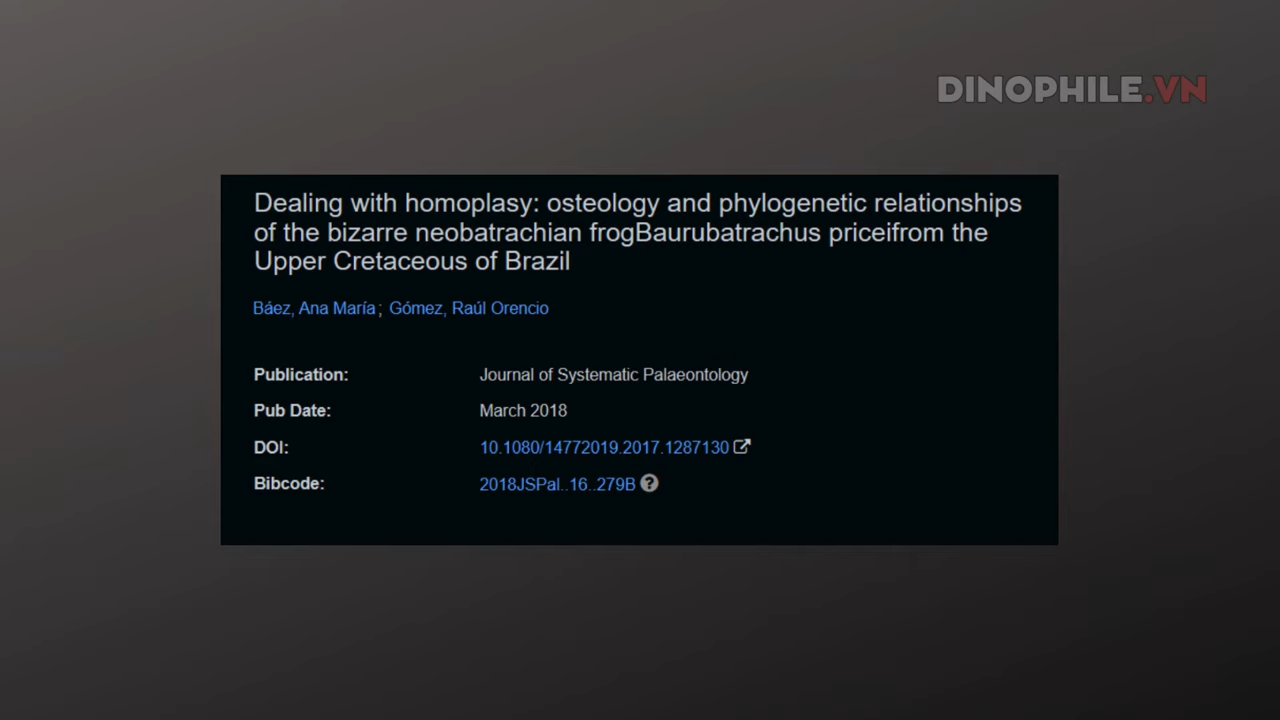 DINOPHILE.VN
Dealing with homoplasy: osteology and phylogenetic relationships
of the bizarre neobatrachian frogBaurubatrachus priceifrom the
Upper Cretaceous of Brazil
Báez, Ana María; Gómez, Raúl Orencio
Publication: Journal of Systematic Palaeontology
Pub Date: March 2018
DOI: 10.1080/14772019.2017.1287130
Bibcode: 2018JSPal..16..279B ?